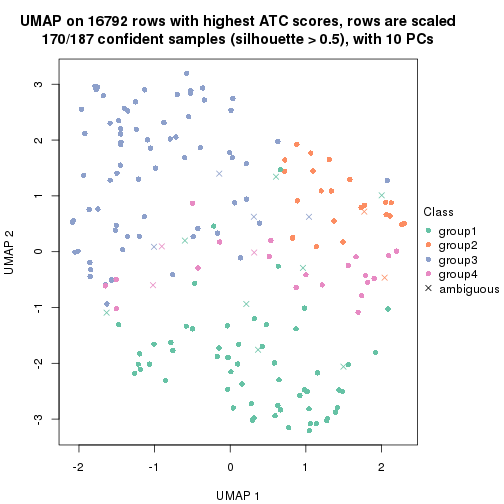 UMAP on 16792 rows with highest ATC scores, rows are scaled
170/187 confident samples (silhouette > 0.5), with 10 PCs
3
2
1
0
-1
-2
-3
UMAP 2
-2
-1
0
1
2
UMAP 1
Class
group1
group2
group3
group4
ambiguous